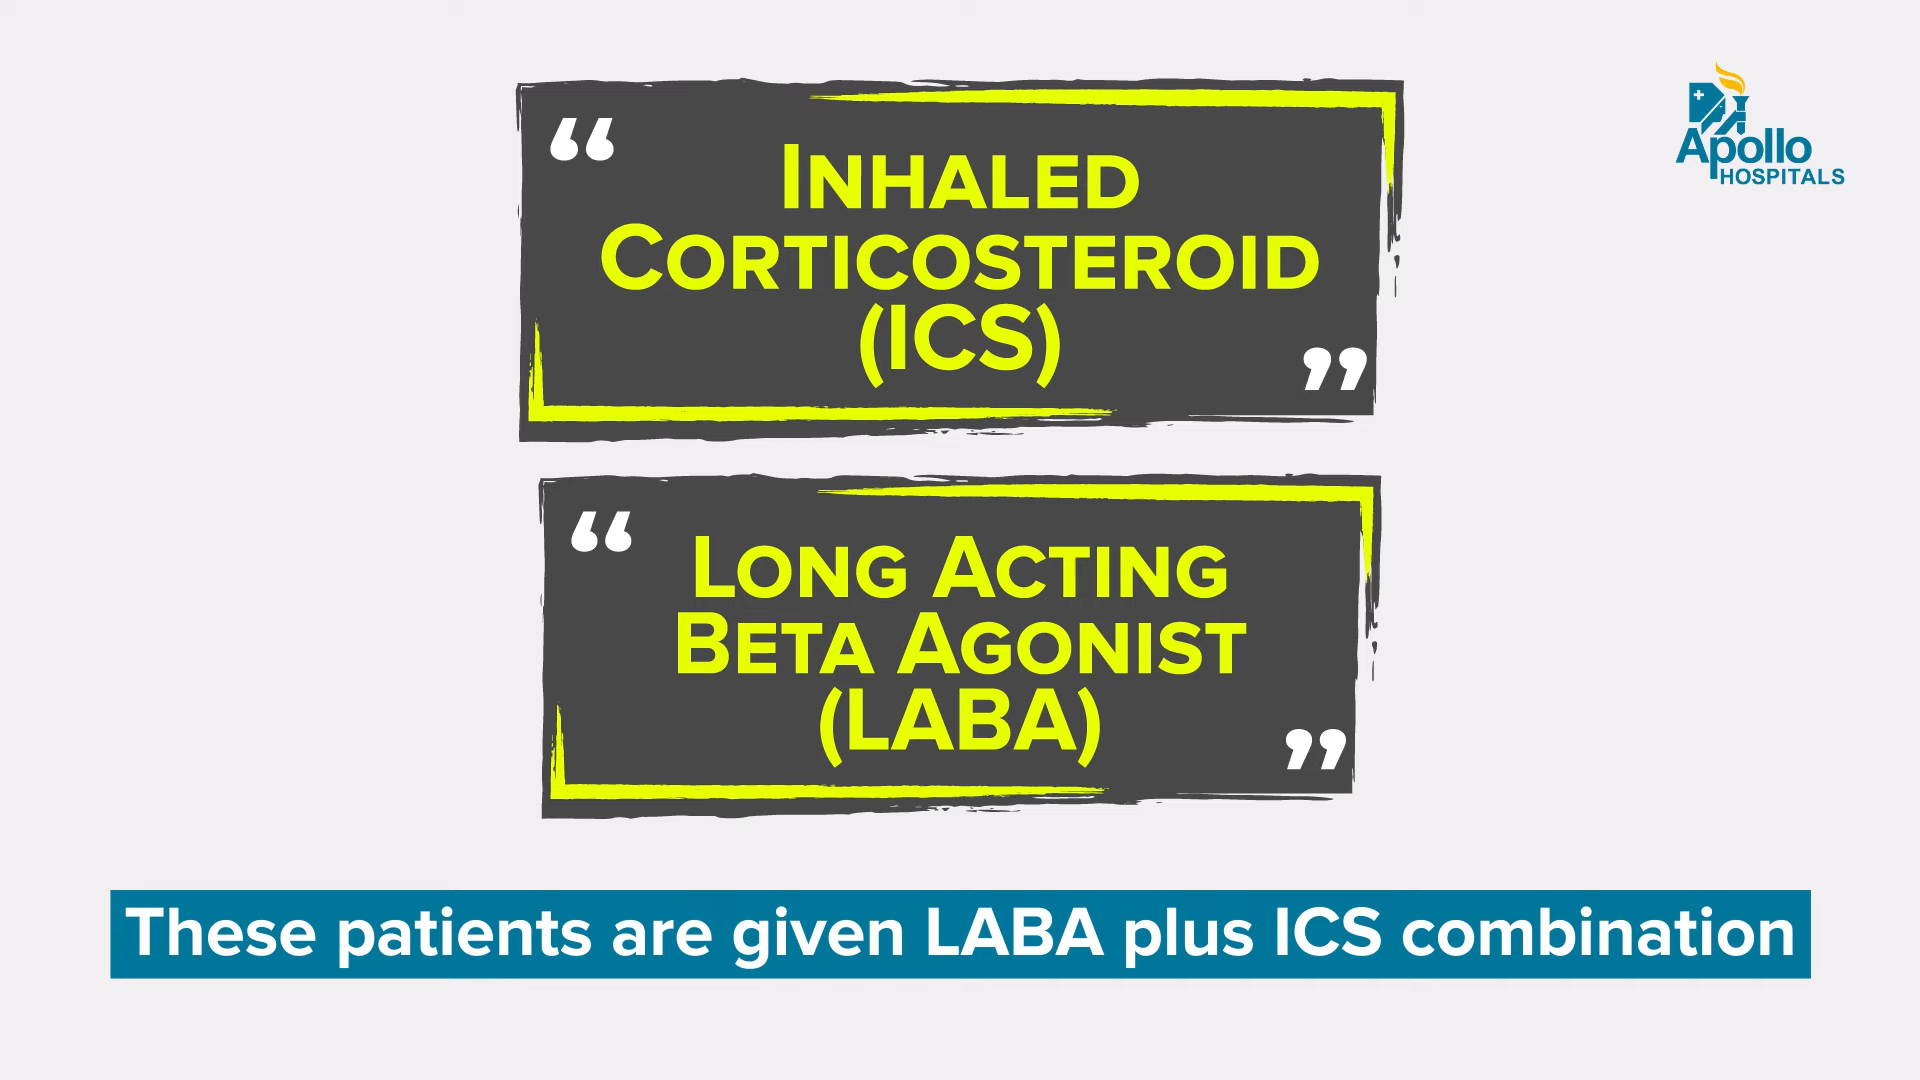 “ INHALED
CORTICOSTEROID
(ICS) ”
“ LONG ACTING
BETA AGONIST
(LABA) ”
These patients are given LABA plus ICS combination
Apollo
HOSPITALS